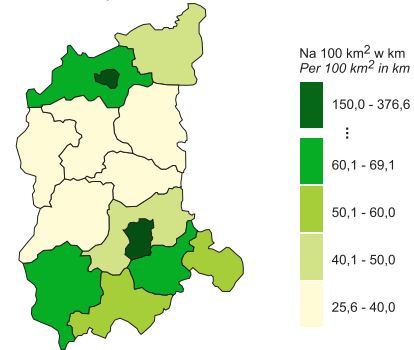 Na 100 km² w km
Per 100 km² in km
150,0 - 376,6
...
60,1 - 69,1
50,1 - 60,0
40,1 - 50,0
25,6 - 40,0